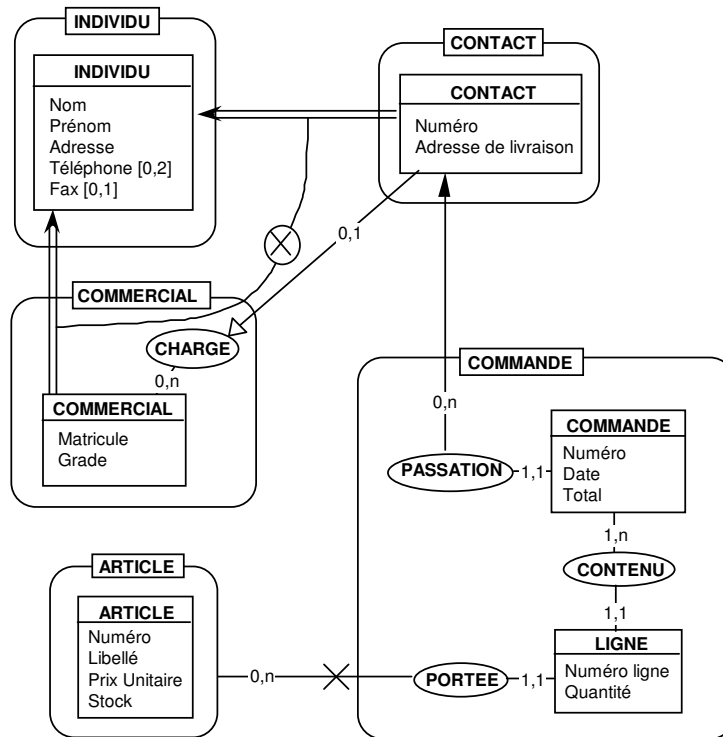 INDIVIDU
INDIVIDU
Nom
Prénom
Adresse
Téléphone [0,2]
Fax [0,1]
CONTACT
CONTACT
Numéro
Adresse de livraison
0,1
COMMERCIAL
CHARGE
0,n
COMMERCIAL
Matricule
Grade
COMMANDE
0,n
COMMANDE
Numéro
Date
Total
PASSATION
1,1
1,n
CONTENU
1,1
ARTICLE
ARTICLE
Numéro
Libellé
Prix Unitaire
Stock
0,n
PORTEE
1,1
LIGNE
Numéro ligne
Quantité